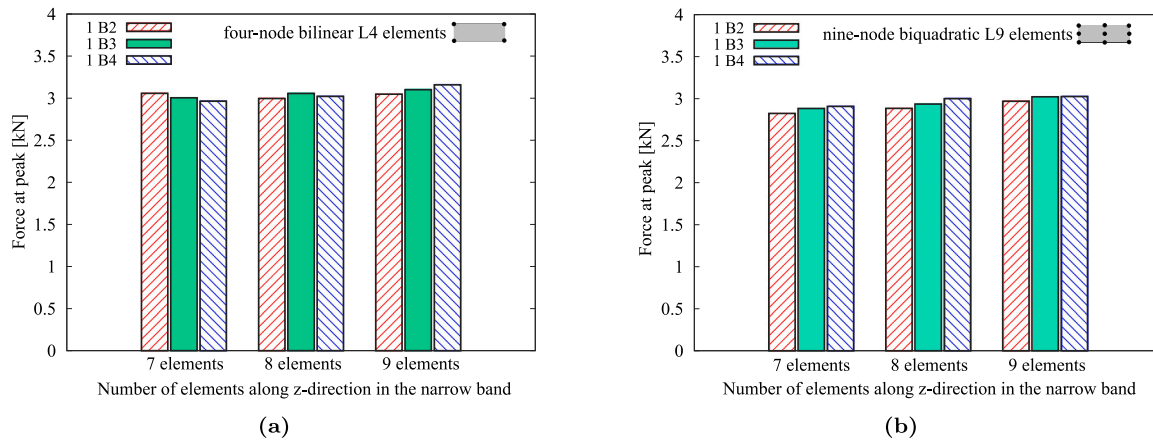 four-node bilinear L4 elements
1 B2
1 B3
1 B4
Force at peak [kN]
4
3.5
3
2.5
2
1.5
1
0.5
0
7 elements 8 elements 9 elements
Number of elements along z-direction in the narrow band
(a)
nine-node biquadratic L9 elements
1 B2
1 B3
1 B4
Force at peak [kN]
4
3.5
3
2.5
2
1.5
1
0.5
0
7 elements 8 elements 9 elements
Number of elements along z-direction in the narrow band
(b)